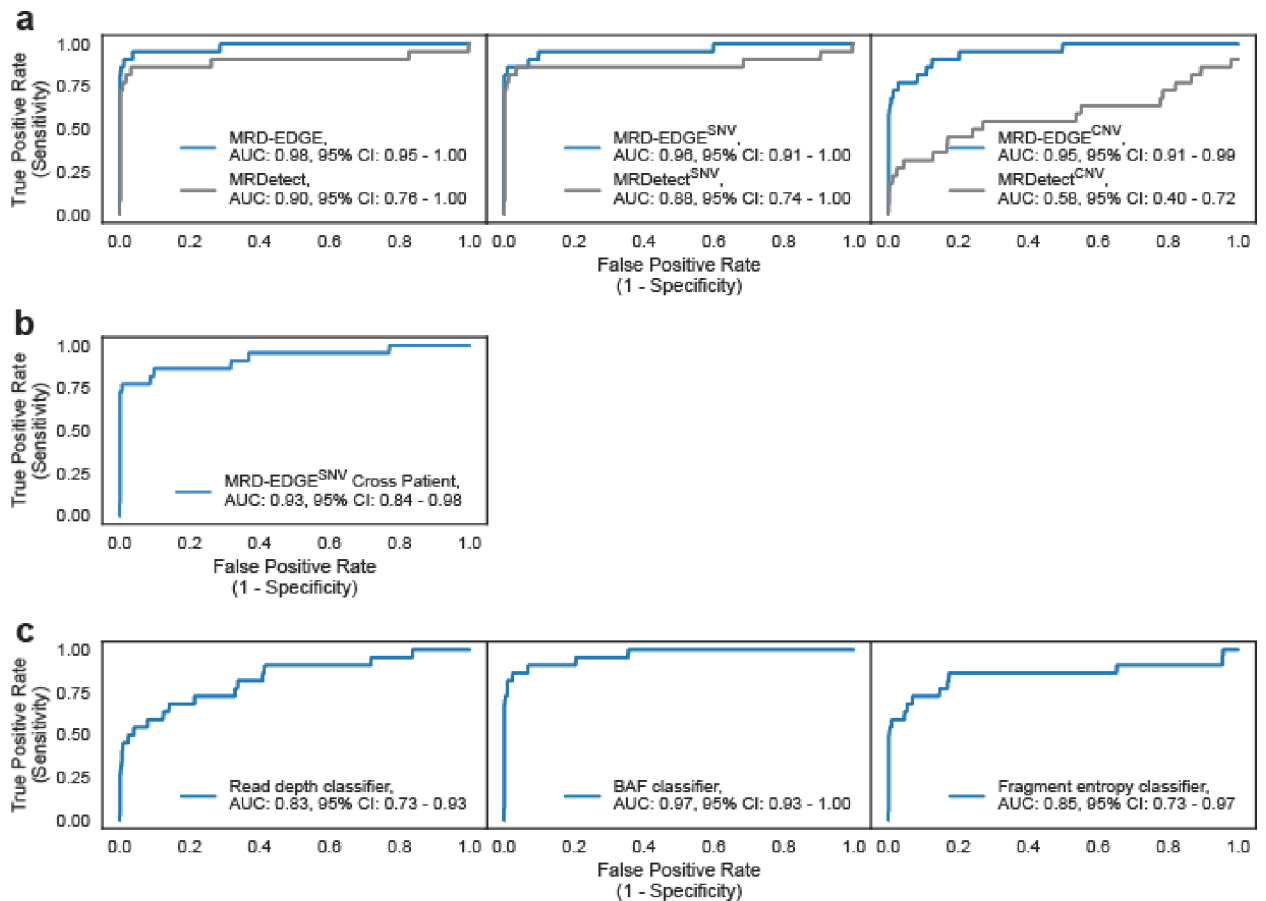 a
True Positive Rate
(Sensitivity)
1.00
0.75
0.50
0.25
0.00
MRD-EDGE,
AUC: 0.98, 95% CI: 0.95 - 1.00
MRDetect,
AUC: 0.90, 95% CI: 0.76 - 1.00
0.0 0.2 0.4 0.6 0.8 1.0
MRD-EDGE^SNV,
AUC: 0.96, 95% CI: 0.91 - 1.00
MRDetect^SNV,
AUC: 0.88, 95% CI: 0.74 - 1.00
0.0 0.2 0.4 0.6 0.8 1.0
MRD-EDGE^CNV,
AUC: 0.95, 95% CI: 0.91 - 0.99
MRDetect^CNV,
AUC: 0.58, 95% CI: 0.40 - 0.72
0.0 0.2 0.4 0.6 0.8 1.0
False Positive Rate
(1 - Specificity)
b
True Positive Rate
(Sensitivity)
1.00
0.75
0.50
0.25
0.00
MRD-EDGE^SNV Cross Patient,
AUC: 0.93, 95% CI: 0.84 - 0.98
0.0 0.2 0.4 0.6 0.8 1.0
False Positive Rate
(1 - Specificity)
c
True Positive Rate
(Sensitivity)
1.00
0.75
0.50
0.25
0.00
Read depth classifier,
AUC: 0.83, 95% CI: 0.73 - 0.93
0.0 0.2 0.4 0.6 0.8 1.0
BAF classifier,
AUC: 0.97, 95% CI: 0.93 - 1.00
0.0 0.2 0.4 0.6 0.8 1.0
Fragment entropy classifier,
AUC: 0.85, 95% CI: 0.73 - 0.97
0.0 0.2 0.4 0.6 0.8 1.0
False Positive Rate
(1 - Specificity)